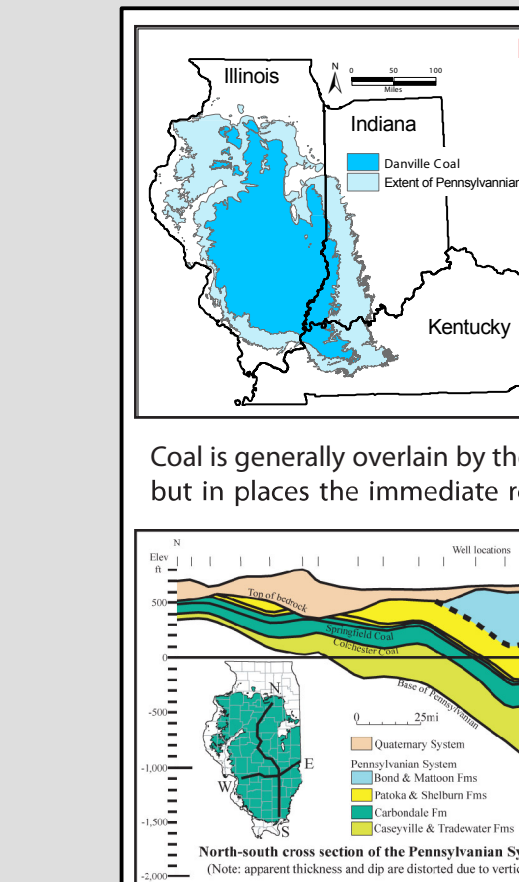 Illinois
N
0 50 100
Miles
Indiana
Danville Coal
Extent of Pennsylvannian
Kentucky
Coal is generally overlain by the
but in places the immediate r
N
Well locations
Elev
ft
Top of bedrock
500
Springfield Coal
Colchester Coal
0
Base of Pennsylvanian
N
0 25mi
-500
Quaternary System
E
Pennsylvanian System
-1,000
Bond & Mattoon Fms
W
Patoka & Shelburn Fms
Carbondale Fm
-1,500
Caseyville & Tradewater Fms
S
North-south cross section of the Pennsylvanian Sy
(Note: apparent thickness and dip are distorted due to vertic
-2,000